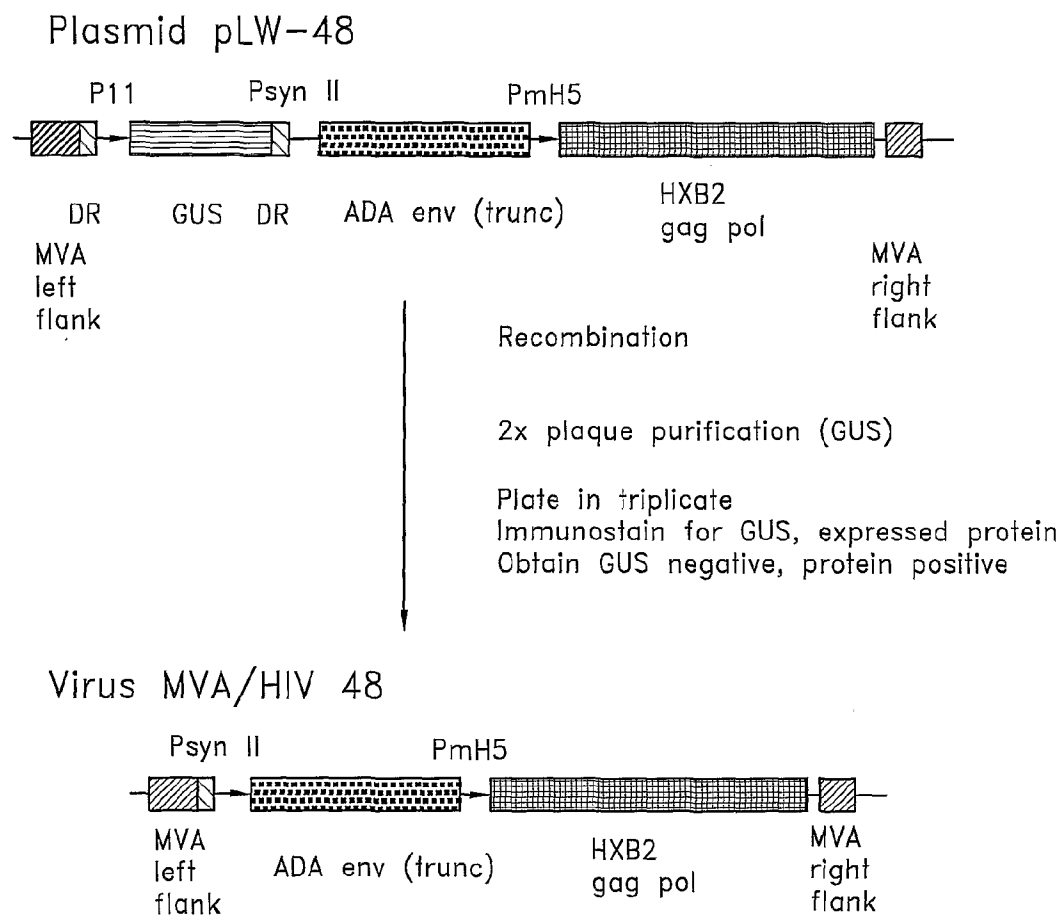 Plasmid pLW-48
P11
Psyn II
PmH5
DR
GUS
DR
ADA env (trunc)
HXB2
gag pol
MVA
left
flank
MVA
right
flank
Recombination
2x plaque purification (GUS)
Plate in triplicate
Immunostain for GUS, expressed protein
Obtain GUS negative, protein positive
Virus MVA/HIV 48
Psyn II
PmH5
MVA
left
flank
ADA env (trunc)
HXB2
gag pol
MVA
right
flank